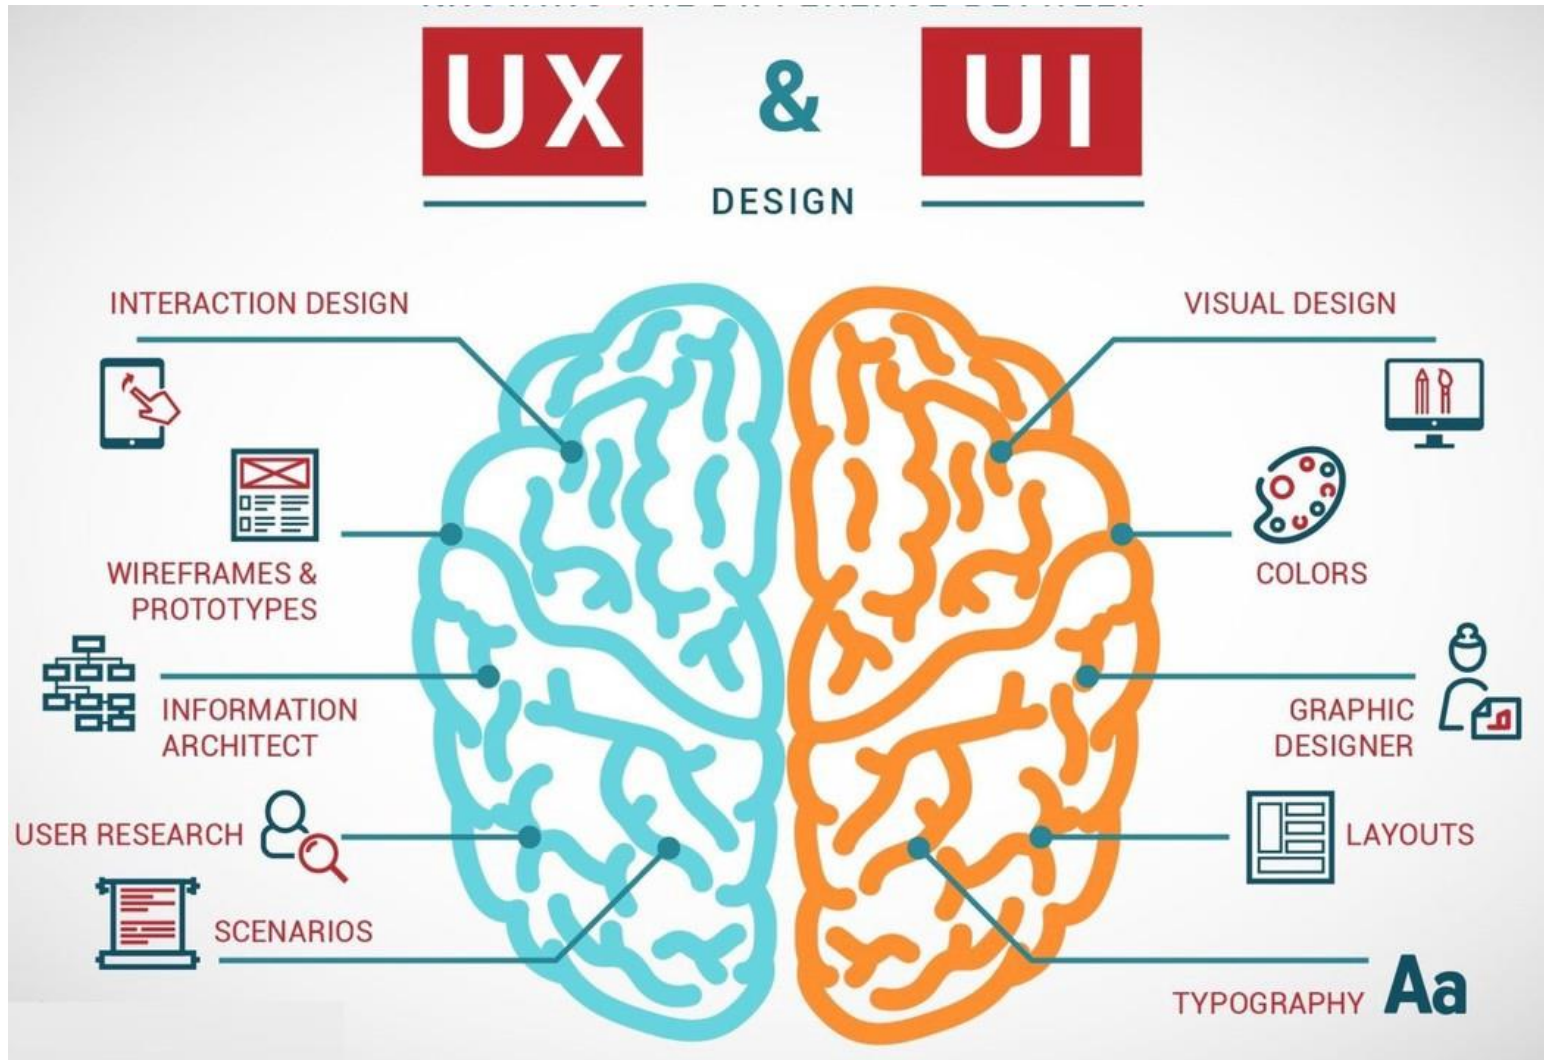 UX & UI
DESIGN
INTERACTION DESIGN
WIREFRAMES &
PROTOTYPES
INFORMATION
ARCHITECT
USER RESEARCH
SCENARIOS
VISUAL DESIGN
COLORS
GRAPHIC
DESIGNER
LAYOUTS
TYPOGRAPHY Aa